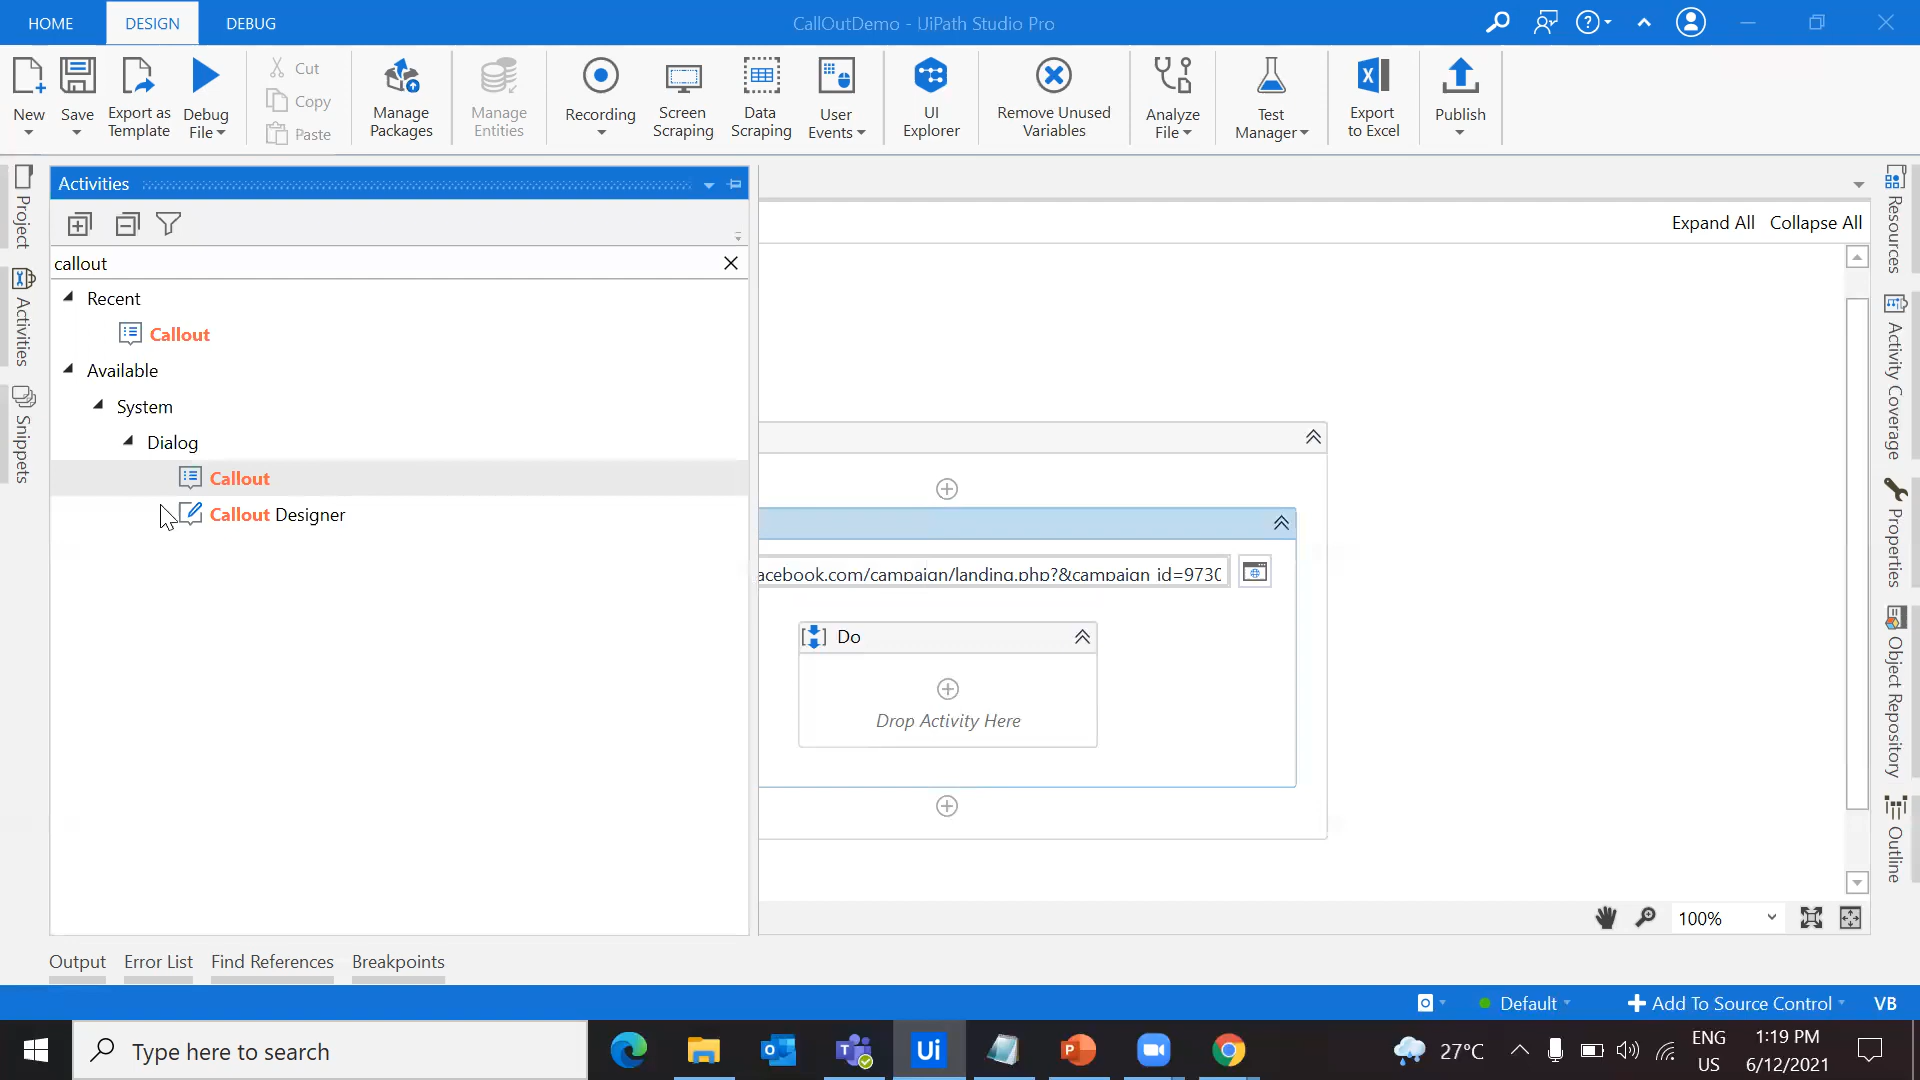 HOME
DESIGN
DEBUG
CallOutDemo - UiPath Studio Pro
New
Save
Export as
Template
Debug
File
Cut
Copy
Paste
Manage
Packages
Manage
Entities
Recording
Screen
Scraping
Data
Scraping
User
Events
UI
Explorer
Remove Unused
Variables
Analyze
File
Test
Manager
Export
to Excel
Publish
Project
Activities
Snippets
Activities
callout
Recent
Callout
Available
System
Dialog
Callout
Callout Designer
Expand All
Collapse All
acebook.com/campaign/landing.php?&campaign_id=9730
Do
Drop Activity Here
Resources
Activity Coverage
Properties
Object Repository
Outline
100%
Output
Error List
Find References
Breakpoints
Default
Add To Source Control
VB
Type here to search
Ui
27°C
ENG
US
1:19 PM
6/12/2021